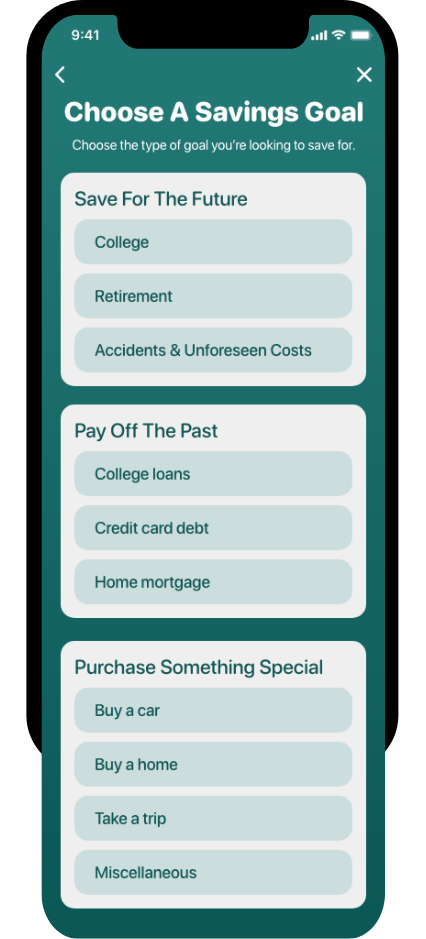 9:41
Choose A Savings Goal
Choose the type of goal you’re looking to save for.
Save For The Future
College
Retirement
Accidents & Unforeseen Costs
Pay Off The Past
College loans
Credit card debt
Home mortgage
Purchase Something Special
Buy a car
Buy a home
Take a trip
Miscellaneous